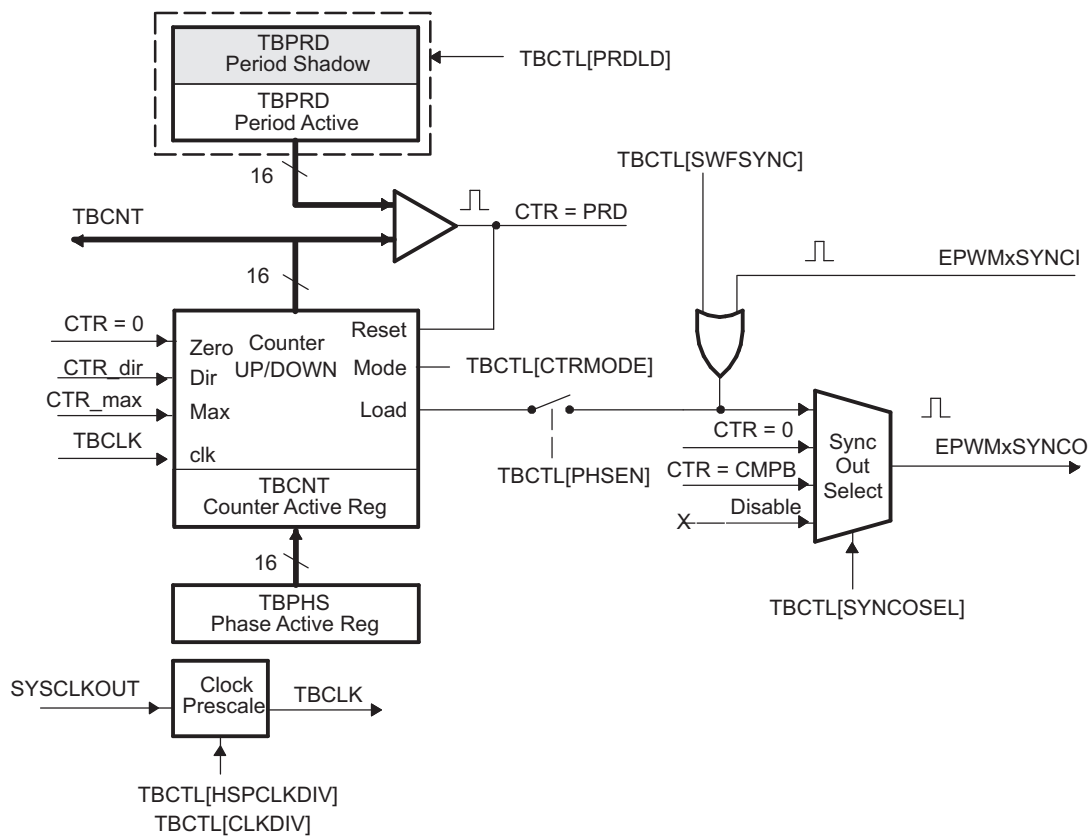 TBPRD
Period Shadow
TBCTL[PRDLD]
TBPRD
Period Active
16
TBCTL[SWFSYNC]
TBCNT
CTR = PRD
16
EPWMxSYNCI
CTR = 0
Reset
Zero
Counter
UP/DOWN
CTR_dir
Dir
Mode
TBCTL[CTRMODE]
CTR_max
Max
Load
TBCLK
clk
CTR = 0
Sync
Out
Select
EPWMxSYNCO
TBCTL[PHSEN]
CTR = CMPB
TBCNT
Counter Active Reg
Disable
X
16
TBPHS
Phase Active Reg
TBCTL[SYNCOSEL]
SYSCLKOUT
Clock
Prescale
TBCLK
TBCTL[HSPCLKDIV]
TBCTL[CLKDIV]